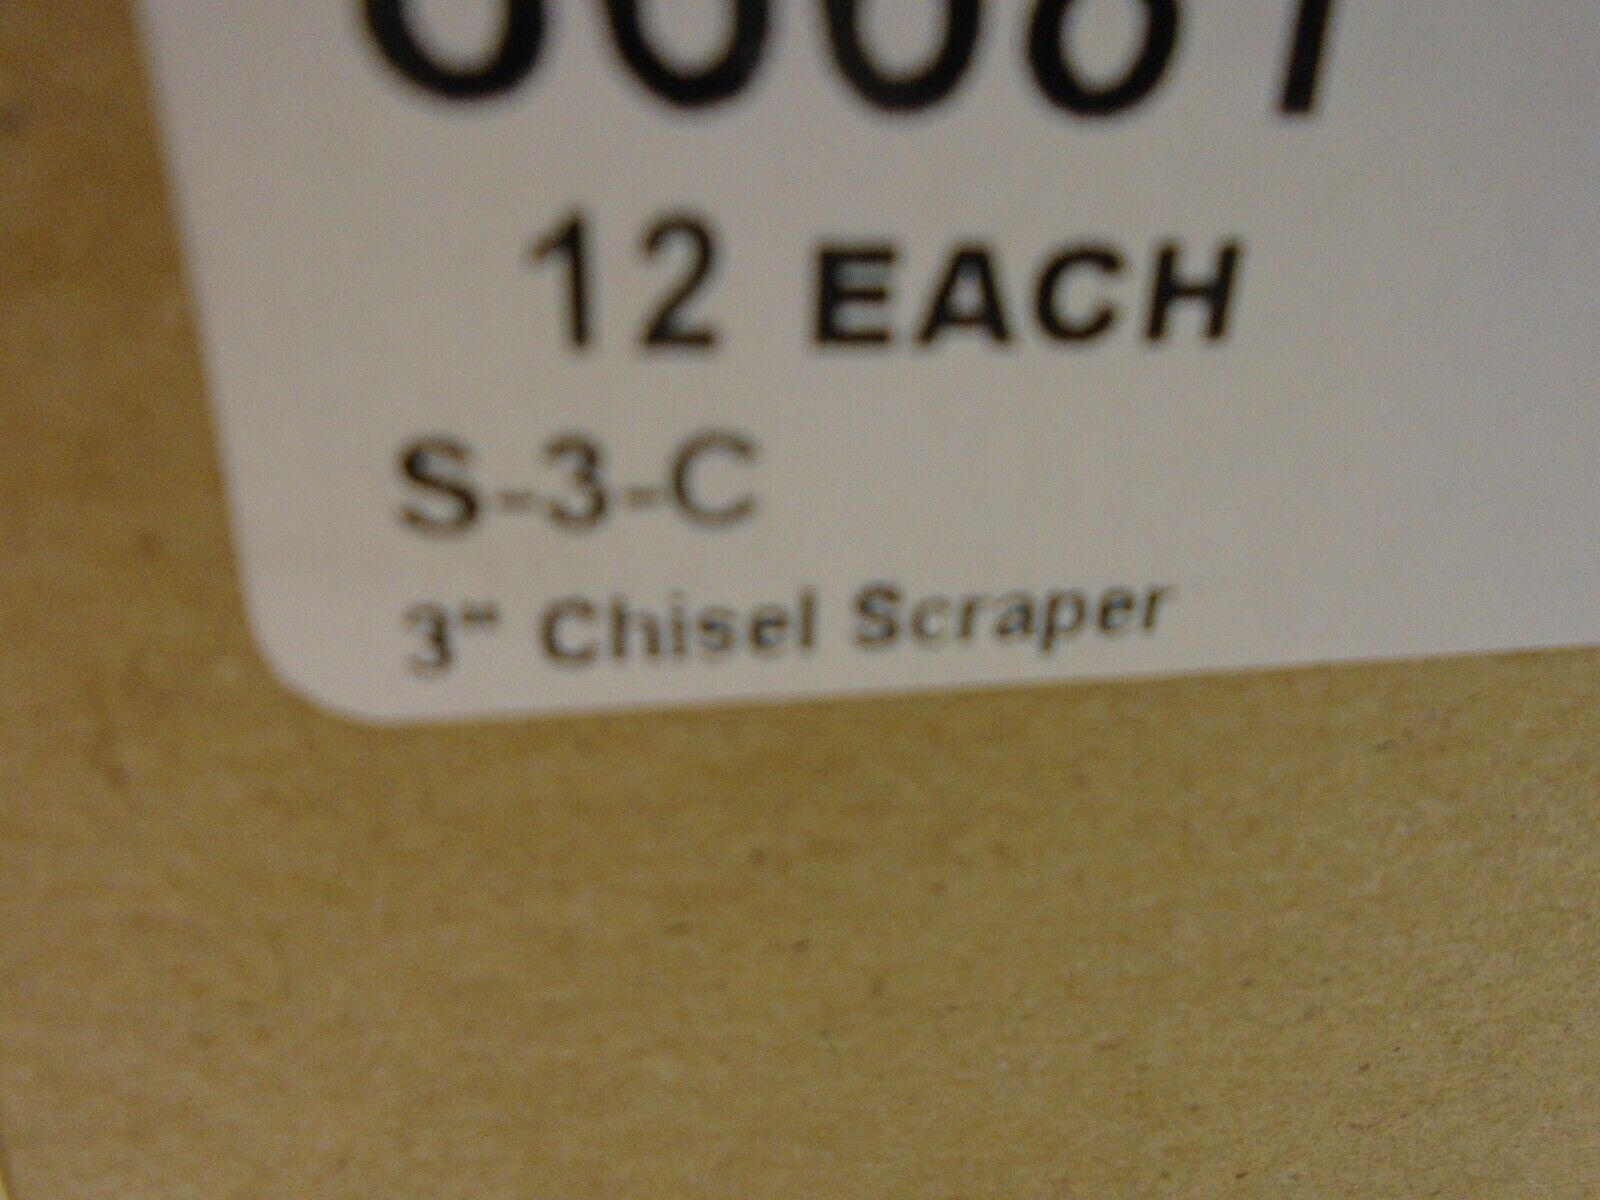 12 EACH
S-3-C
3" Chisel Scraper